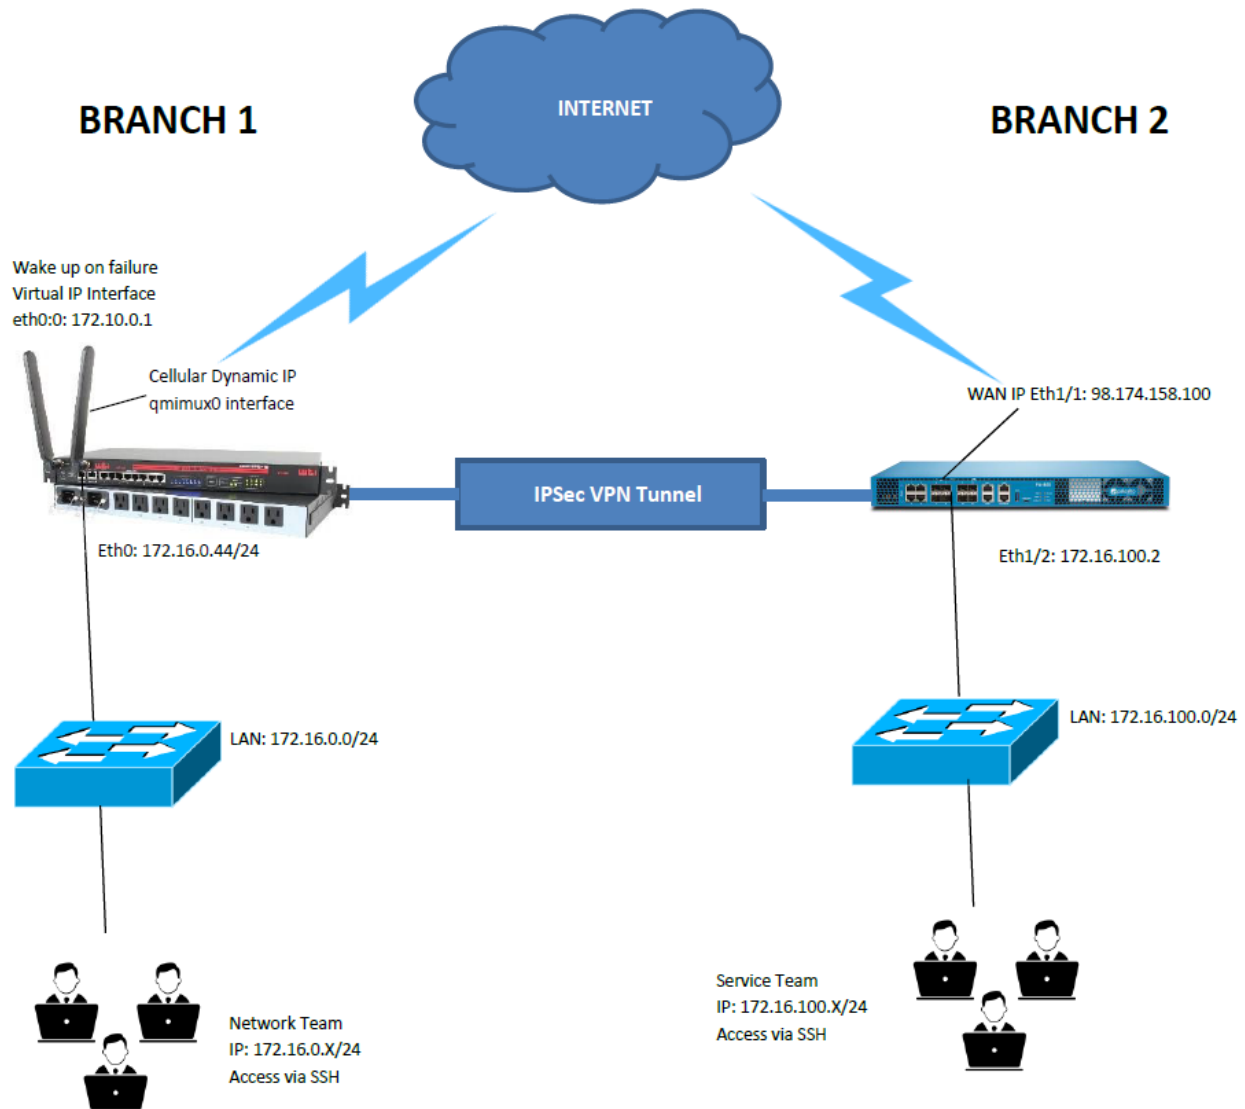 INTERNET
BRANCH 1
BRANCH 2
Wake up on failure
Virtual IP Interface
eth0:0: 172.10.0.1
Cellular Dynamic IP
qmimux0 interface
WAN IP Eth1/1: 98.174.158.100
IPSec VPN Tunnel
Eth0: 172.16.0.44/24
Eth1/2: 172.16.100.2
LAN: 172.16.0.0/24
LAN: 172.16.100.0/24
Service Team
IP: 172.16.100.X/24
Access via SSH
Network Team
IP: 172.16.0.X/24
Access via SSH